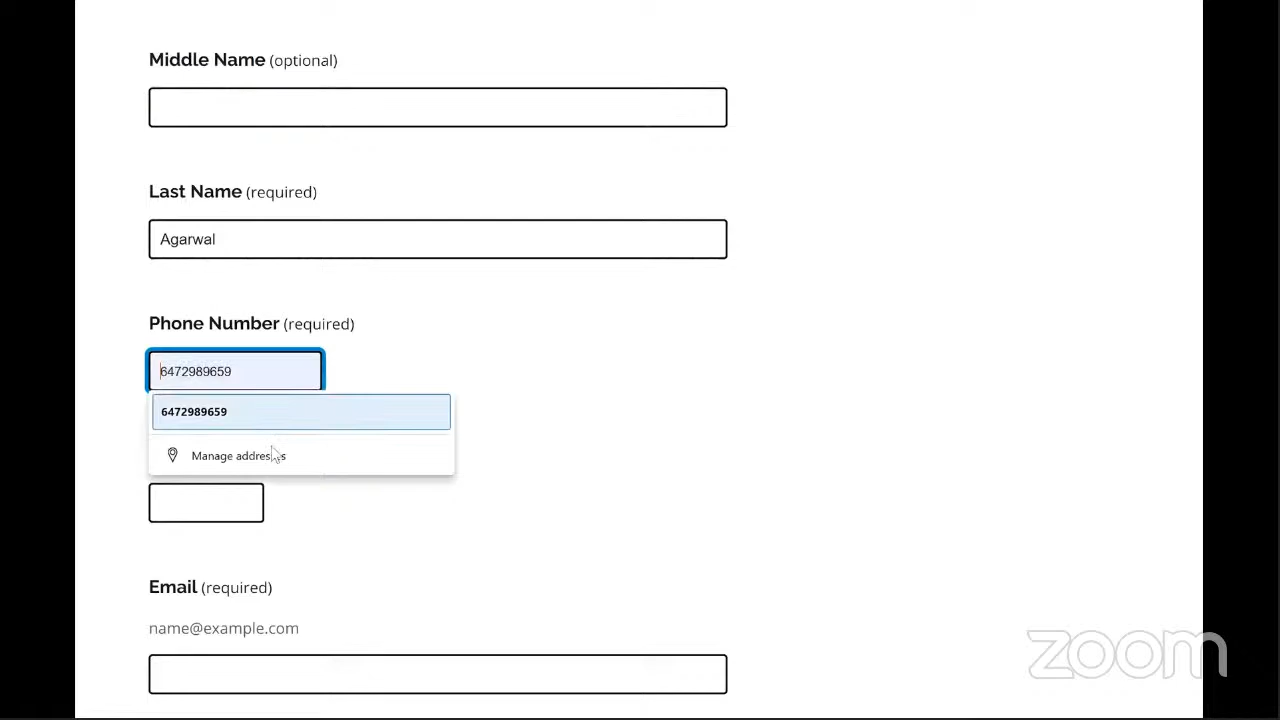 Middle Name (optional)
Last Name (required)
Agarwal
Phone Number (required)
6472989659
6472989659
Manage addresses
Email (required)
name@example.com
zoom